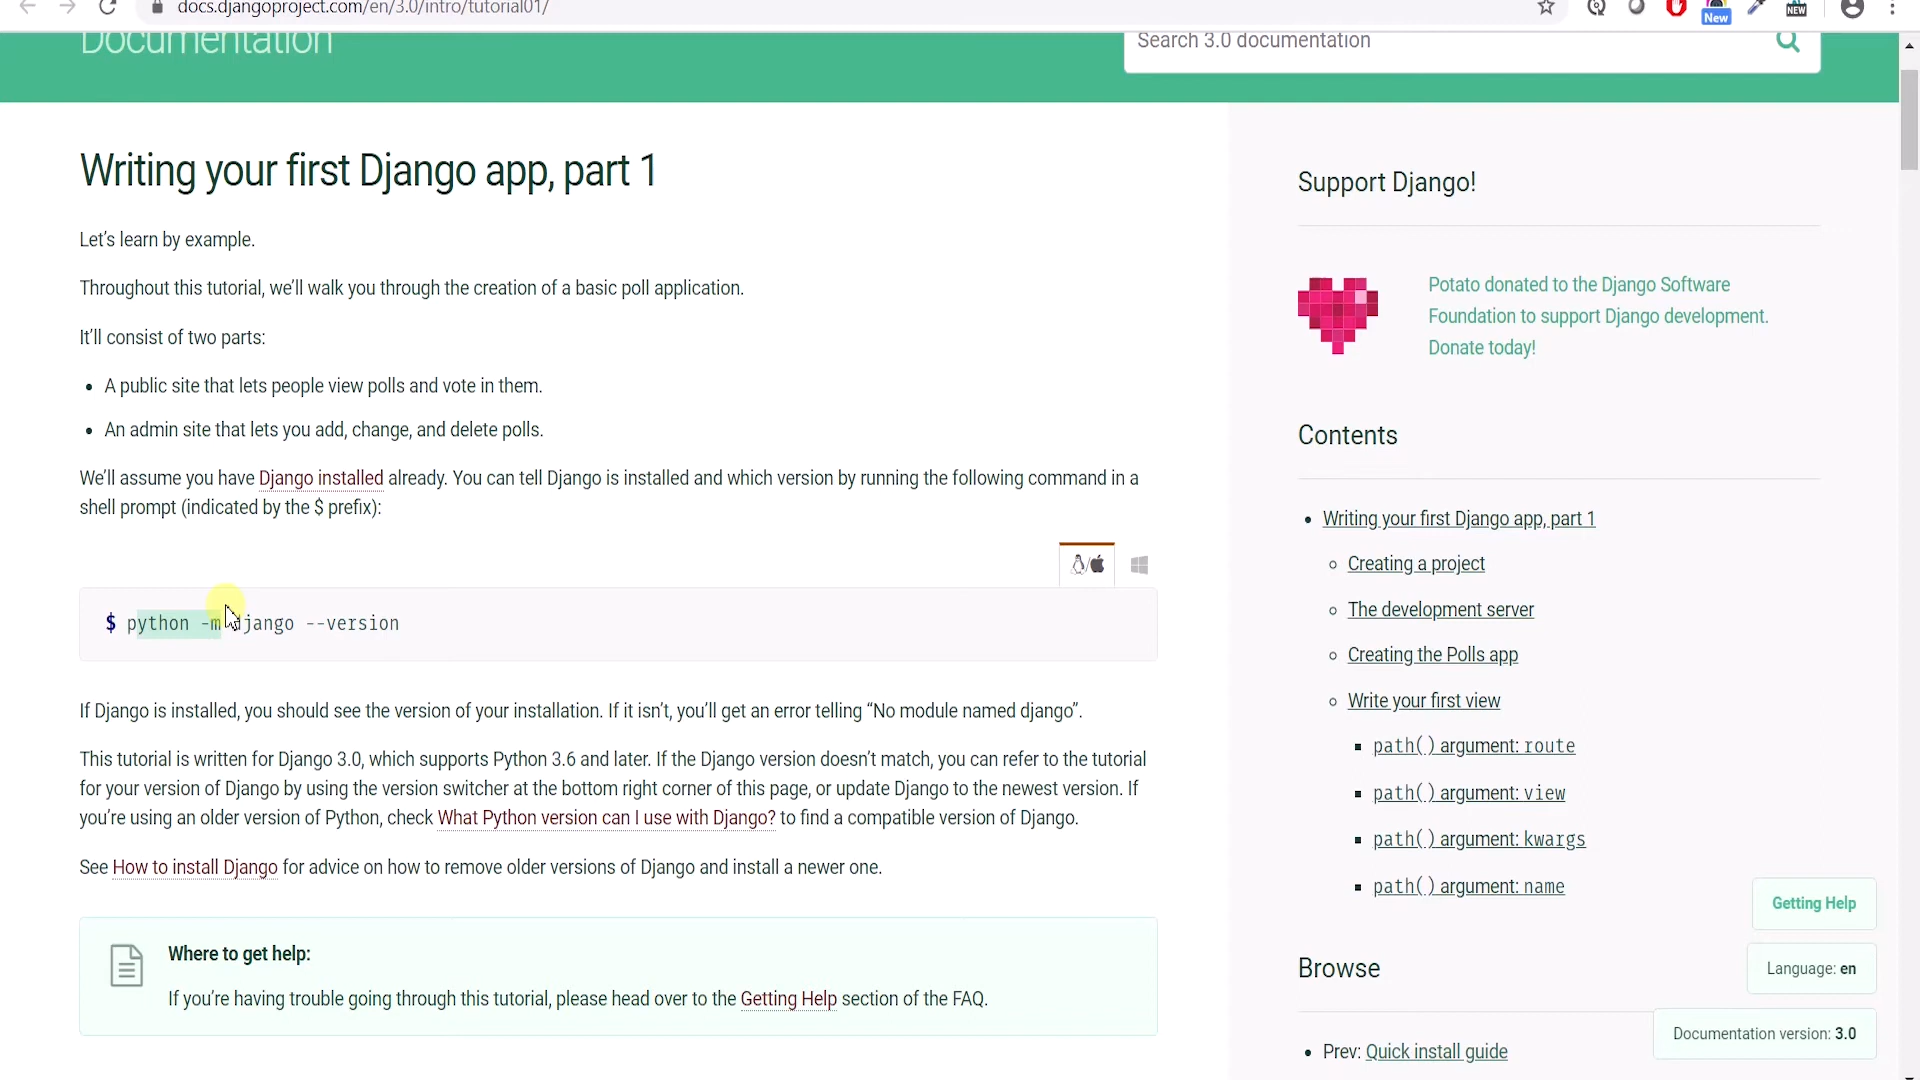 docs.djangoproject.com/en/3.0/intro/tutorial01/
New
NEW
Documentation
Search 3.0 documentation
Writing your first Django app, part 1
Let's learn by example.
Throughout this tutorial, we'll walk you through the creation of a basic poll application.
It'll consist of two parts:
• A public site that lets people view polls and vote in them.
• An admin site that lets you add, change, and delete polls.
We'll assume you have Django installed already. You can tell Django is installed and which version by running the following command in a
shell prompt (indicated by the $ prefix):
$ python -m django --version
If Django is installed, you should see the version of your installation. If it isn't, you'll get an error telling “No module named django”.
This tutorial is written for Django 3.0, which supports Python 3.6 and later. If the Django version doesn't match, you can refer to the tutorial
for your version of Django by using the version switcher at the bottom right corner of this page, or update Django to the newest version. If
you're using an older version of Python, check What Python version can I use with Django? to find a compatible version of Django.
See How to install Django for advice on how to remove older versions of Django and install a newer one.
Where to get help:
If you're having trouble going through this tutorial, please head over to the Getting Help section of the FAQ.
Support Django!
Potato donated to the Django Software
Foundation to support Django development.
Donate today!
Contents
• Writing your first Django app, part 1
◦ Creating a project
◦ The development server
◦ Creating the Polls app
◦ Write your first view
▪ path() argument: route
▪ path() argument: view
▪ path() argument: kwargs
▪ path() argument: name
Browse
• Prev: Quick install guide
Getting Help
Language: en
Documentation version: 3.0